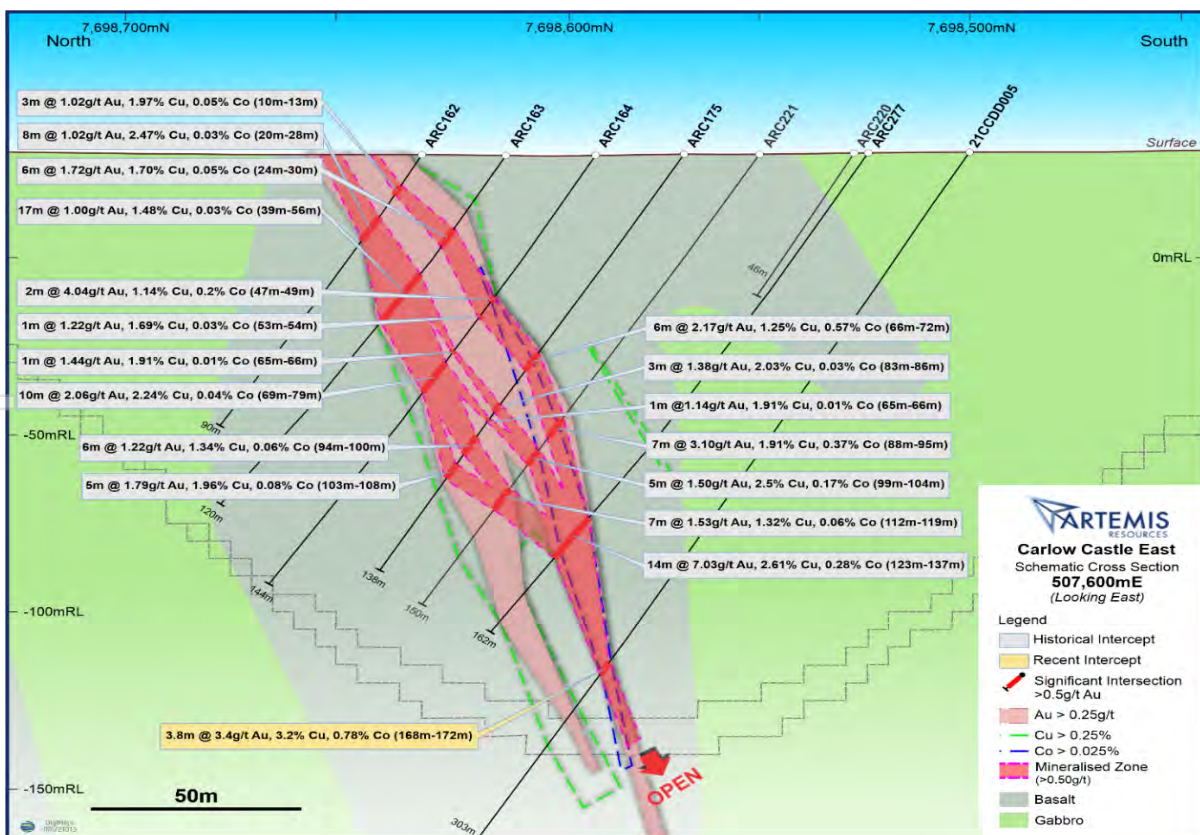 7,698,700mN
7,698,600mN
7,698,500mN
North
South
ARC162
ARC163
ARC164
ARC175
ARC221
ARC220
ARC277
21CCDD005
Surface
3m @ 1.02g/t Au, 1.97% Cu, 0.05% Co (10m-13m)
8m @ 1.02g/t Au, 2.47% Cu, 0.03% Co (20m-28m)
6m @ 1.72g/t Au, 1.70% Cu, 0.05% Co (24m-30m)
17m @ 1.00g/t Au, 1.48% Cu, 0.03% Co (39m-56m)
2m @ 4.04g/t Au, 1.14% Cu, 0.2% Co (47m-49m)
1m @ 1.22g/t Au, 1.69% Cu, 0.03% Co (53m-54m)
1m @ 1.44g/t Au, 1.91% Cu, 0.01% Co (65m-66m)
10m @ 2.06g/t Au, 2.24% Cu, 0.04% Co (69m-79m)
6m @ 1.22g/t Au, 1.34% Cu, 0.06% Co (94m-100m)
5m @ 1.79g/t Au, 1.96% Cu, 0.08% Co (103m-108m)
6m @ 2.17g/t Au, 1.25% Cu, 0.57% Co (66m-72m)
3m @ 1.38g/t Au, 2.03% Cu, 0.03% Co (83m-86m)
1m @1.14g/t Au, 1.91% Cu, 0.01% Co (65m-66m)
7m @ 3.10g/t Au, 1.91% Cu, 0.37% Co (88m-95m)
5m @ 1.50g/t Au, 2.5% Cu, 0.17% Co (99m-104m)
7m @ 1.53g/t Au, 1.32% Cu, 0.06% Co (112m-119m)
14m @ 7.03g/t Au, 2.61% Cu, 0.28% Co (123m-137m)
3.8m @ 3.4g/t Au, 3.2% Cu, 0.78% Co (168m-172m)
0mRL
-50mRL
-100mRL
-150mRL
46m
90m
120m
144m
138m
150m
162m
303m
OPEN
50m
ARTEMIS
RESOURCES
Carlow Castle East
Schematic Cross Section
507,600mE
(Looking East)
Legend
Historical Intercept
Recent Intercept
Significant Intersection
>0.5g/t Au
Au > 0.25g/t
Cu > 0.25%
Co > 0.025%
Mineralised Zone
(>0.50g/t)
Basalt
Gabbro